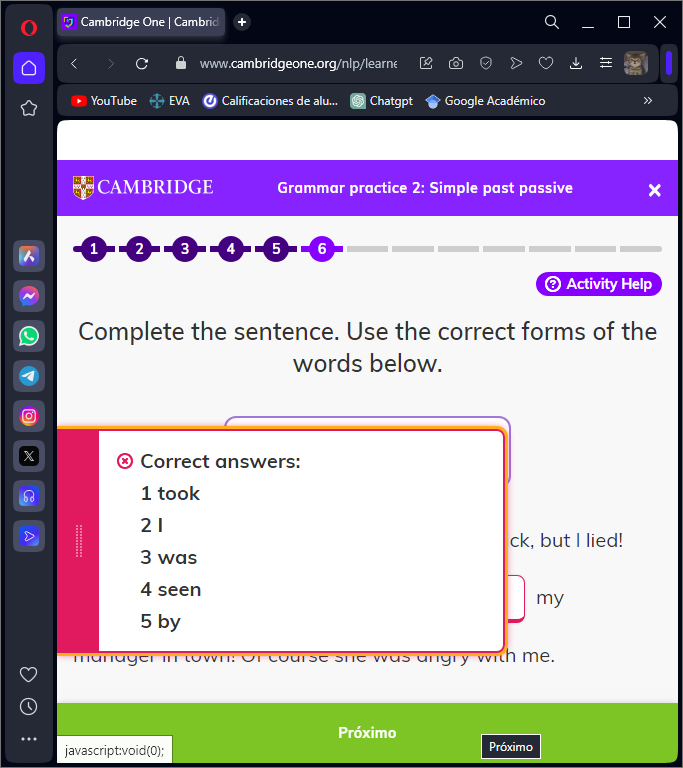 Cambridge One | Cambrid
www.cambridgeone.org/nlp/learne
YouTube
EVA
Calificaciones de alu...
Chatgpt
Google Académico
»
CAMBRIDGE
Grammar practice 2: Simple past passive
1 2 3 4 5 6
Activity Help
Complete the sentence. Use the correct forms of the
words below.
Correct answers:
1 took
2 I
3 was
4 seen
5 by
ck, but I lied!
my
manager in town! Of course she was angry with me.
Próximo
javascript:void(0);
Próximo